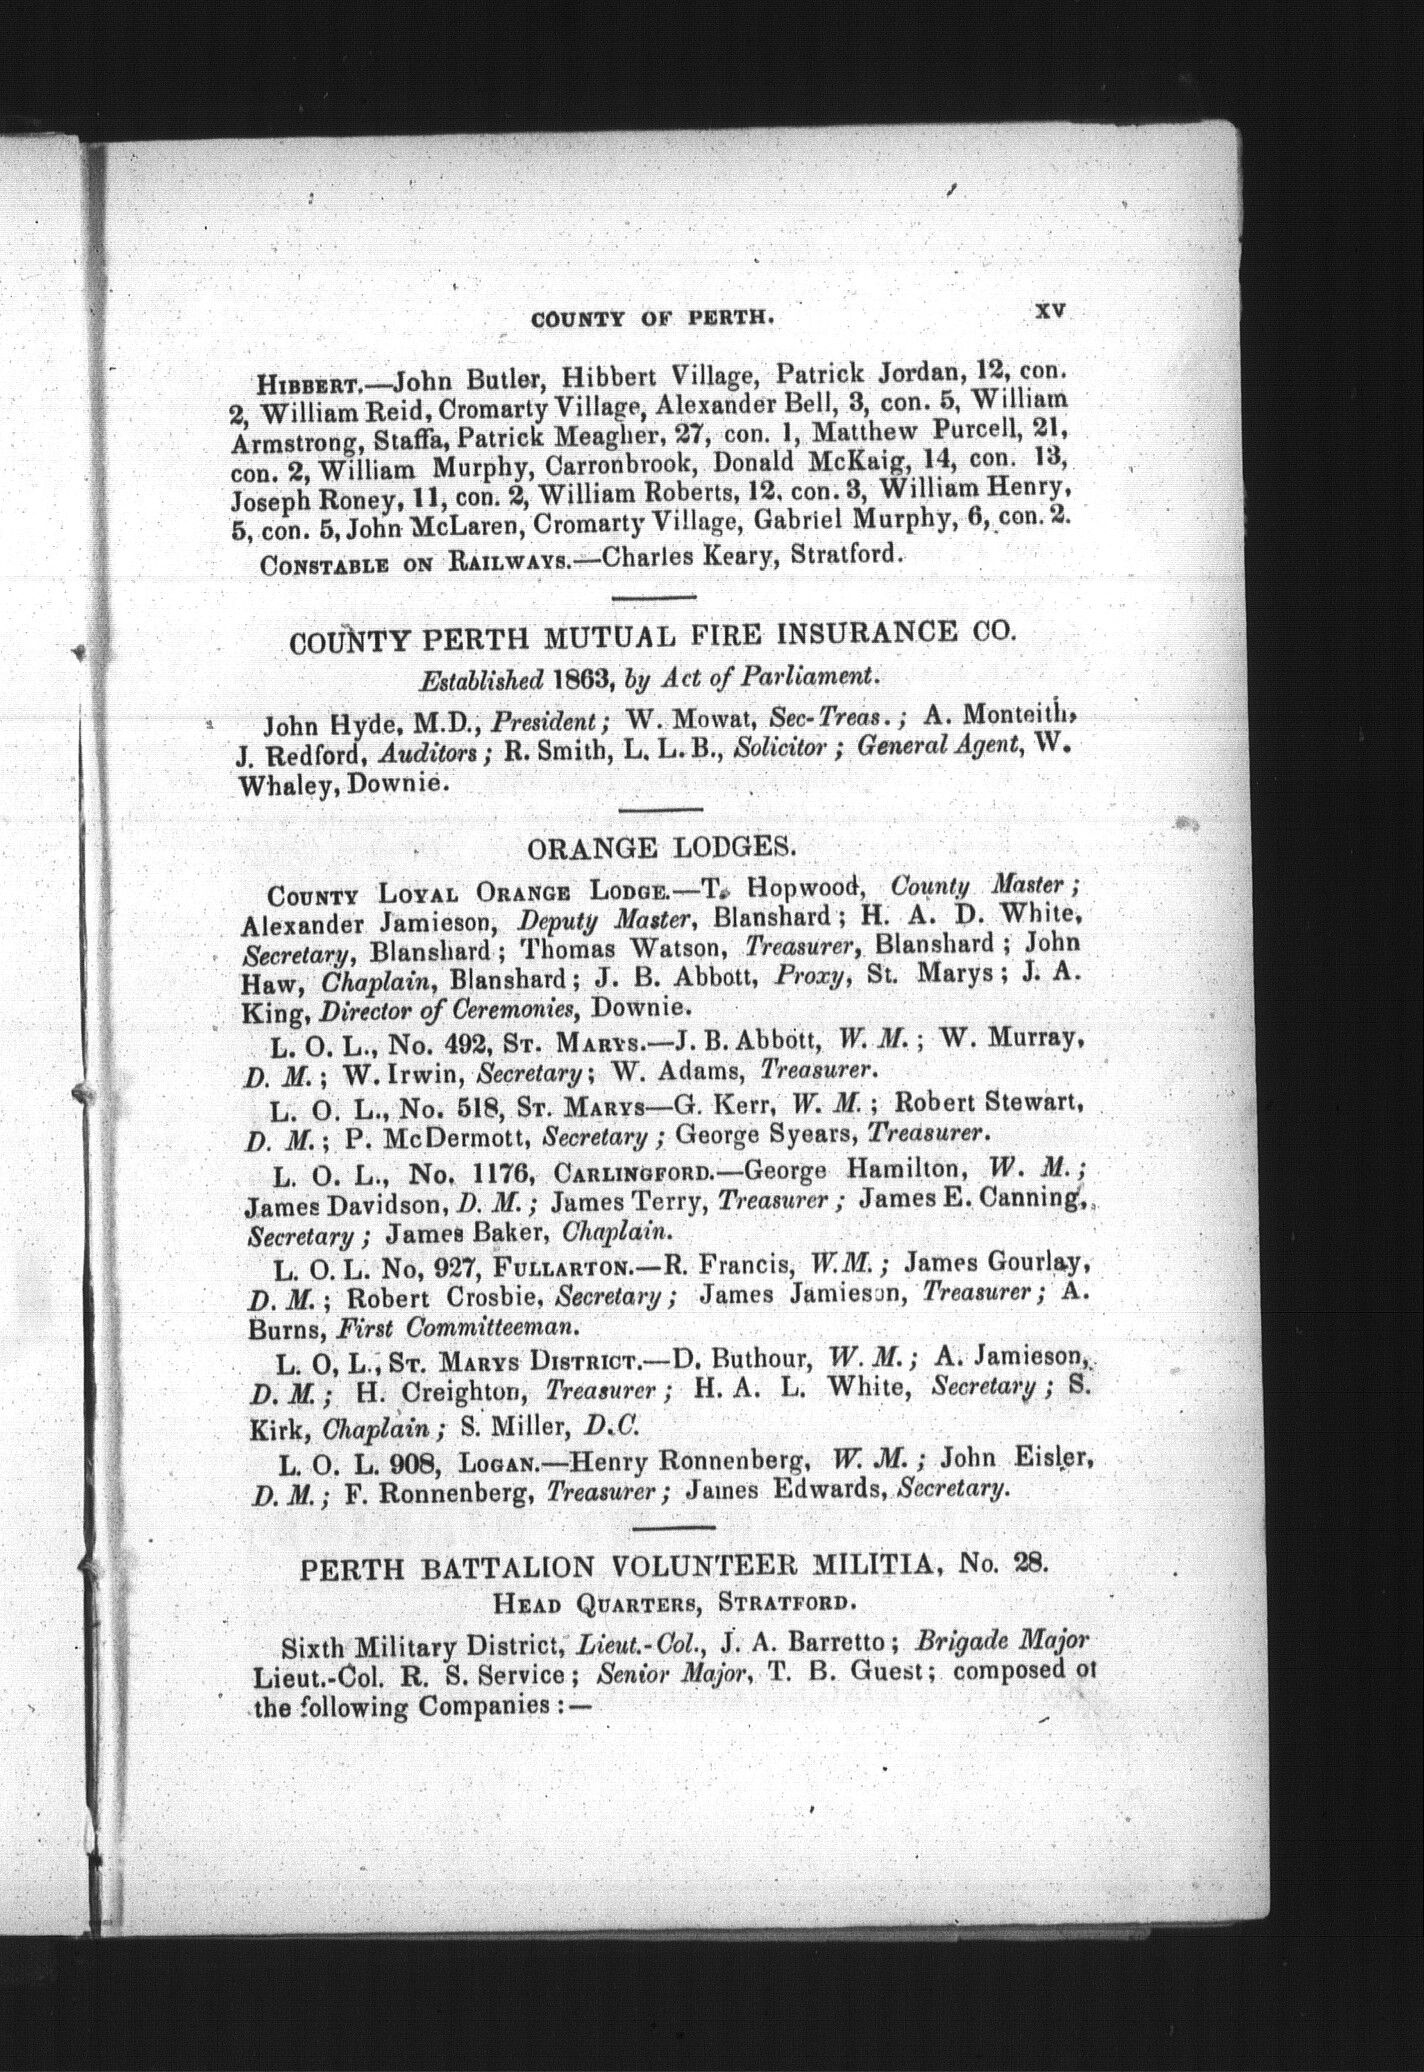 COUNTY OF PERTH. XV
HIBBERT.—John Butler, Hibbert Village, Patrick Jordan, 12, con.
2, William Reid, Cromarty Village, Alexander Bell, 3, con. 5, William
Armstrong, Staffa, Patrick Meagher, 27, con. 1, Matthew Purcell, 21,
con. 2, William Murphy, Carronbrook, Donald McKaig, 14, con. 13,
Joseph Roney, 11, con. 2, William Roberts, 12, con. 3, William Henry,
5, con. 5, John McLaren, Cromarty Village, Gabriel Murphy, 6, con. 2.
CONSTABLE ON RAILWAYS.—Charles Keary, Stratford.
COUNTY PERTH MUTUAL FIRE INSURANCE CO.
Established 1863, by Act of Parliament.
John Hyde, M.D., President; W. Mowat, Sec-Treas.; A. Monteith,
J. Redford, Auditors; R. Smith, L. L. B., Solicitor; General Agent, W.
Whaley, Downie.
ORANGE LODGES.
COUNTY LOYAL ORANGE LODGE.—T. Hopwood, County Master;
Alexander Jamieson, Deputy Master, Blanshard; H. A. D. White,
Secretary, Blanshard; Thomas Watson, Treasurer, Blanshard; John
Haw, Chaplain, Blanshard; J. B. Abbott, Proxy, St. Marys; J. A.
King, Director of Ceremonies, Downie.
L. O. L., No. 492, ST. MARYS.—J. B. Abbott, W. M.; W. Murray,
D. M.; W. Irwin, Secretary; W. Adams, Treasurer.
L. O. L., No. 518, ST. MARYS—G. Kerr, W. M.; Robert Stewart,
D. M.; P. McDermott, Secretary; George Syears, Treasurer.
L. O. L., No. 1176, CARLINGFORD.—George Hamilton, W. M.;
James Davidson, D. M.; James Terry, Treasurer; James E. Canning,
Secretary; James Baker, Chaplain.
L. O. L. No, 927, FULLARTON.—R. Francis, W.M.; James Gourlay,
D. M.; Robert Crosbie, Secretary; James Jamieson, Treasurer; A.
Burns, First Committeeman.
L. O, L., ST. MARYS DISTRICT.—D. Buthour, W. M.; A. Jamieson,
D. M.; H. Creighton, Treasurer; H. A. L. White, Secretary; S.
Kirk, Chaplain; S. Miller, D.C.
L. O. L. 908, LOGAN.—Henry Ronnenberg, W. M.; John Eisler,
D. M.; F. Ronnenberg, Treasurer; James Edwards, Secretary.
PERTH BATTALION VOLUNTEER MILITIA, No. 28.
HEAD QUARTERS, STRATFORD.
Sixth Military District, Lieut.-Col., J. A. Barretto; Brigade Major
Lieut.-Col. R. S. Service; Senior Major, T. B. Guest; composed of
the following Companies:—